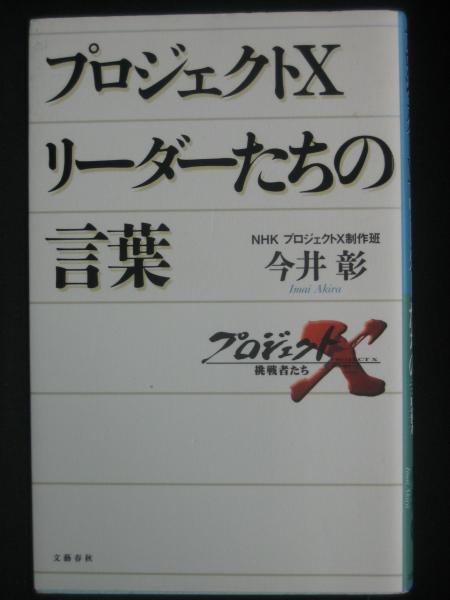 プロジェクトX
リーダーたちの
言葉
NHK プロジェクトX制作班
今井 彰
Imai Akira
プロジェクトX
挑戦者たち
文藝春秋
Imai Akira